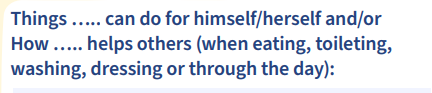 Things ….. can do for himself/herself and/or
How ….. helps others (when eating, toileting,
washing, dressing or through the day):